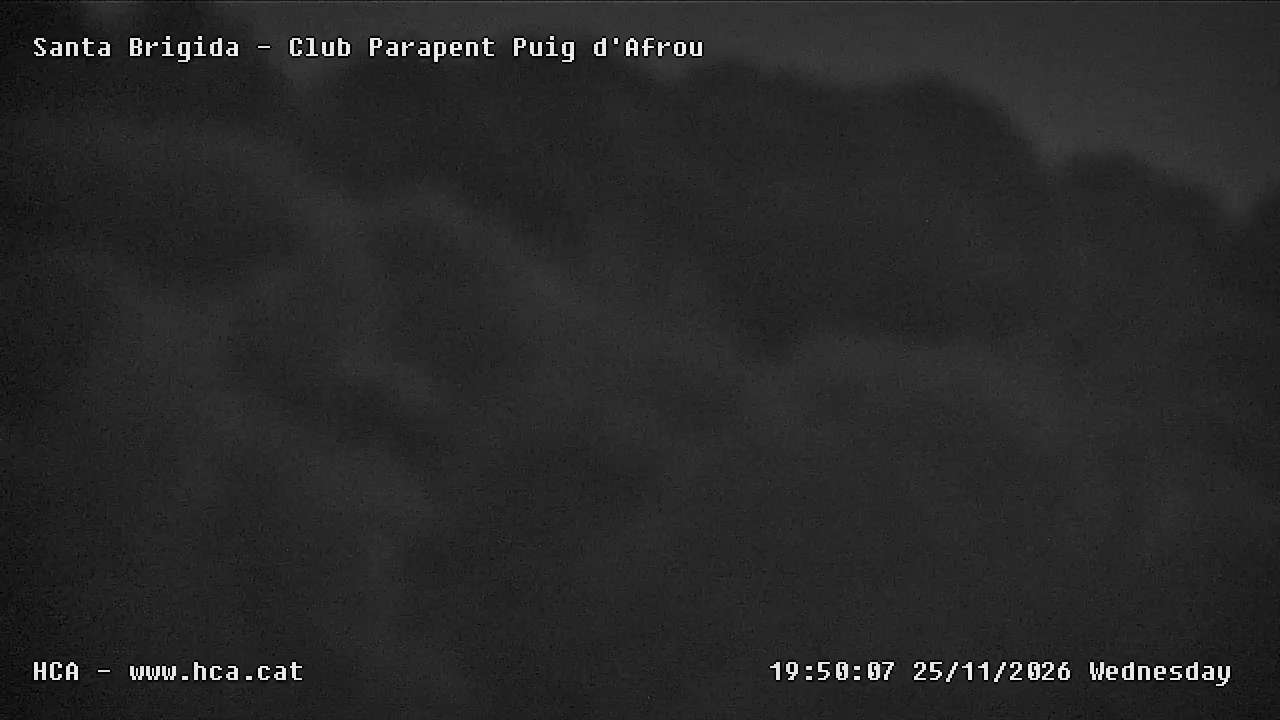 Santa Brigida - Club Parapent Puig d'Afrou
HCA - www.hca.cat
19:50:07 25/11/2026 Wednesday